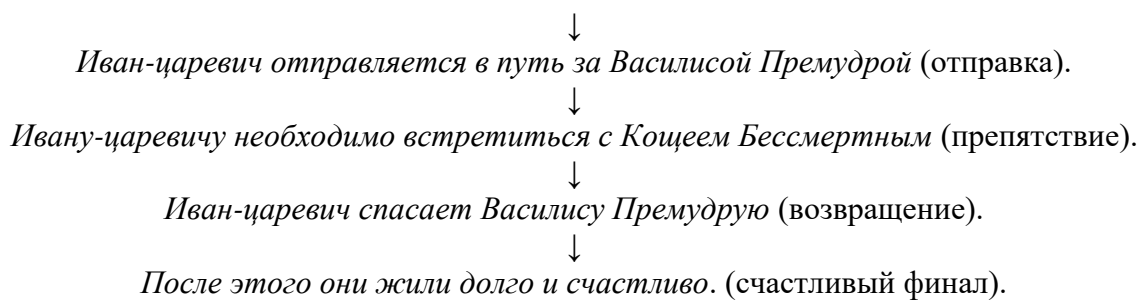 ↓
Иван-царевич отправляется в путь за Василисой Премудрой (отправка).
↓
Ивану-царевичу необходимо встретиться с Кощеем Бессмертным (препятствие).
↓
Иван-царевич спасает Василису Премудрую (возвращение).
↓
После этого они жили долго и счастливо. (счастливый финал).